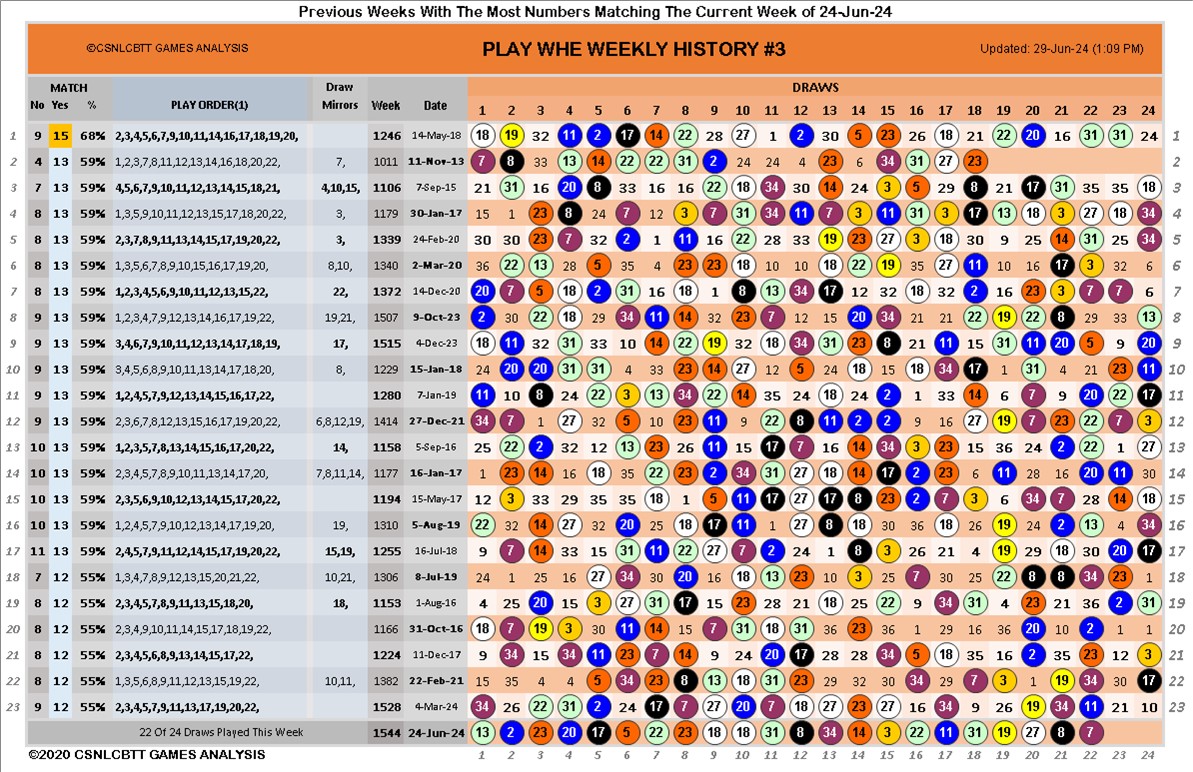 Previous Weeks With The Most Numbers Matching The Current Week of 24-Jun-24
©CSNLCBTT GAMES ANALYSIS PLAY WHE WEEKLY HISTORY #3 Updated: 29-Jun-24 (1:09 PM)
MATCH Draw DRAWS
No Yes % PLAY ORDER(1) Mirrors Week Date 1 2 3 4 5 6 7 8 9 10 11 12 13 14 15 16 17 18 19 20 21 22 23 24
1 9 15 68% 2,3,4,5,6,7,9,10,11,14,16,17,18,19,20, 1246 14-May-18 18 19 32 11 2 17 14 22 28 27 1 2 30 5 23 26 18 21 22 20 16 31 31 24 1
2 4 13 59% 1,2,3,7,8,11,12,13,14,16,18,20,22, 7, 1011 11-Nov-13 7 8 33 13 14 22 22 31 2 24 24 4 23 6 34 31 27 23 2
3 7 13 59% 4,5,6,7,9,10,11,12,13,14,15,18,21, 4,10,15, 1106 7-Sep-15 21 31 16 20 8 33 16 16 22 18 34 30 14 24 3 5 29 8 21 17 31 35 35 18 3
4 8 13 59% 1,3,5,9,10,11,12,13,15,17,18,20,22, 3, 1179 30-Jan-17 15 1 23 8 24 7 12 3 7 31 34 11 7 3 11 31 3 17 13 18 3 27 18 34 4
5 8 13 59% 2,3,7,8,9,11,13,14,15,17,19,20,22, 3, 1339 24-Feb-20 30 30 23 7 32 2 1 11 16 22 28 33 19 23 27 3 18 30 9 25 14 31 25 34 5
6 8 13 59% 1,3,5,6,7,8,9,10,15,16,17,19,20, 8,10, 1340 2-Mar-20 36 22 13 28 5 35 4 23 23 18 10 10 18 22 19 35 27 11 10 16 17 3 32 6 6
7 8 13 59% 1,2,3,4,5,6,9,10,11,12,13,15,22, 22, 1372 14-Dec-20 20 7 5 18 2 31 16 18 1 8 13 34 17 12 32 18 32 2 16 23 3 7 7 6 7
8 9 13 59% 1,2,3,4,7,9,12,13,14,16,17,19,22, 19,21, 1507 9-Oct-23 2 30 22 18 29 34 11 14 32 23 7 12 15 20 34 21 21 22 19 22 8 29 33 13 8
9 9 13 59% 3,4,6,7,9,10,11,12,13,14,17,18,19, 17, 1515 4-Dec-23 18 11 32 31 33 10 14 22 19 32 18 34 31 23 8 21 11 15 31 11 20 5 9 20 9
10 9 13 59% 3,4,5,6,8,9,10,11,13,14,17,18,20, 8, 1229 15-Jan-18 24 20 20 31 31 4 33 23 14 27 12 5 24 18 15 18 34 17 1 31 4 21 23 11 10
11 9 13 59% 1,2,4,5,7,9,12,13,14,15,16,17,22, 1280 7-Jan-19 11 10 8 24 22 3 13 34 22 14 35 24 18 24 2 1 33 14 6 7 9 20 22 17 11
12 9 13 59% 2,3,6,7,8,12,13,15,16,17,19,20,22, 6,8,12,19, 1414 27-Dec-21 34 7 1 27 32 5 28 23 11 9 22 8 11 2 2 9 16 27 19 7 23 22 7 3 12
13 10 13 59% 1,2,3,5,7,8,13,14,15,16,17,20,22, 14, 1158 5-Sep-16 25 22 2 32 12 13 23 26 11 15 17 7 16 14 34 3 23 15 30 24 2 22 1 27 13
14 10 13 59% 2,3,5,5,7,8,9,10,11,13,14,17,20, 7,8,11,14, 1177 16-Jan-17 1 23 14 16 18 35 22 23 2 34 31 27 18 14 17 2 23 6 11 28 16 20 11 30 14
15 10 13 59% 2,3,5,6,9,10,12,13,14,15,17,20,22, 1194 15-May-17 12 3 33 29 35 35 18 1 5 11 17 27 17 8 23 2 7 3 6 34 7 28 14 18 15
16 10 13 59% 1,2,4,5,7,9,10,12,13,14,17,19,20, 19, 1310 5-Aug-19 22 32 14 27 32 20 25 18 17 11 1 27 8 18 30 36 18 26 19 24 2 13 4 34 16
17 11 13 59% 2,4,5,7,9,11,12,14,15,17,19,20,22, 15,19, 1255 16-Jul-18 9 7 14 33 15 31 11 22 27 7 2 24 1 8 3 26 21 4 19 29 18 30 20 17 17
18 7 12 55% 1,3,4,7,8,9,12,13,15,20,21,22, 10,21, 1306 8-Jul-19 24 1 25 16 27 34 30 20 10 18 13 23 10 3 25 7 30 29 22 8 8 34 23 1 18
19 8 12 55% 2,3,4,5,7,8,9,11,13,15,18,20, 18, 1153 1-Aug-16 4 25 20 15 3 27 31 17 15 23 28 21 18 25 22 9 34 31 4 23 21 36 2 31 19
20 8 12 55% 2,3,4,9,10,11,14,15,17,18,19,22, 1166 31-Oct-16 18 7 19 3 30 11 14 15 7 31 18 31 36 23 36 1 29 16 36 20 10 2 1 1 20
21 8 12 55% 2,3,4,5,6,8,9,13,14,15,17,22, 1224 11-Dec-17 9 34 15 34 11 23 7 14 9 24 20 17 28 28 34 5 18 35 16 2 35 23 12 3 21
22 8 12 55% 1,3,5,6,8,9,11,13,15,19,20,22, 10,11, 1382 22-Feb-21 15 35 4 4 5 34 23 8 13 18 31 23 29 32 30 34 29 7 3 1 19 34 24 17 22
23 9 12 55% 2,3,4,5,7,9,11,13,17,19,20,22, 1528 4-Mar-24 34 26 22 31 2 24 17 7 27 20 7 18 27 23 27 16 34 9 26 19 34 11 21 10 23
22 Of 24 Draws Played This Week 1544 24-Jun-24 13 2 23 20 17 5 22 23 18 18 31 8 34 14 3 22 11 31 19 27 8 7
©2020 CSNLCBTT GAMES ANALYSIS 1 2 3 4 5 6 7 8 9 10 11 12 13 14 15 16 17 18 19 20 21 22 23 24